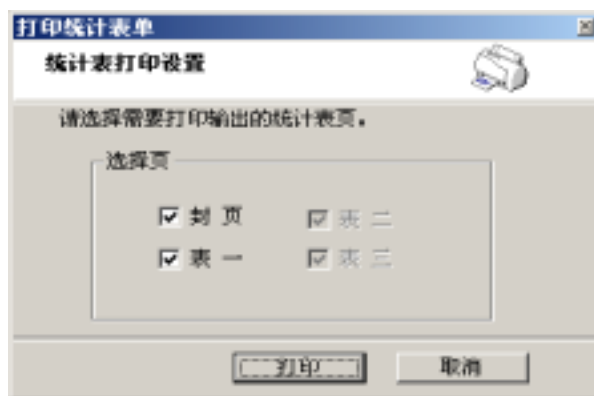 打印统计表单
统计表打印设置
请选择需要打印输出的统计表页。
选择页
封页 表二
表一 表三
打印 取消